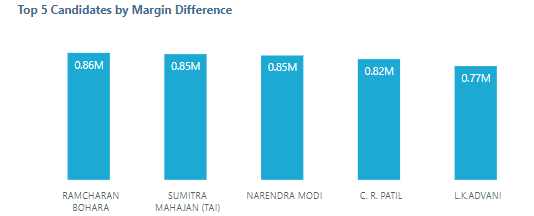 Top 5 Candidates by Margin Difference
0.86M
0.85M
0.85M
0.82M
0.77M
RAMCHARAN
BOHARA
SUMITRA
MAHAJAN (TAI)
NARENDRA MODI
C. R. PATIL
L.K.ADVANI